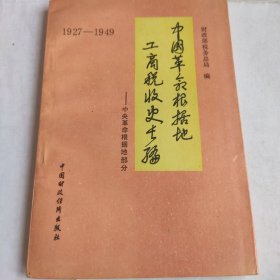 1927—1949
财政部税务总局 编
中国革命根据地
工商税收史长编
——中央革命根据地部分
中国财政经济出版社